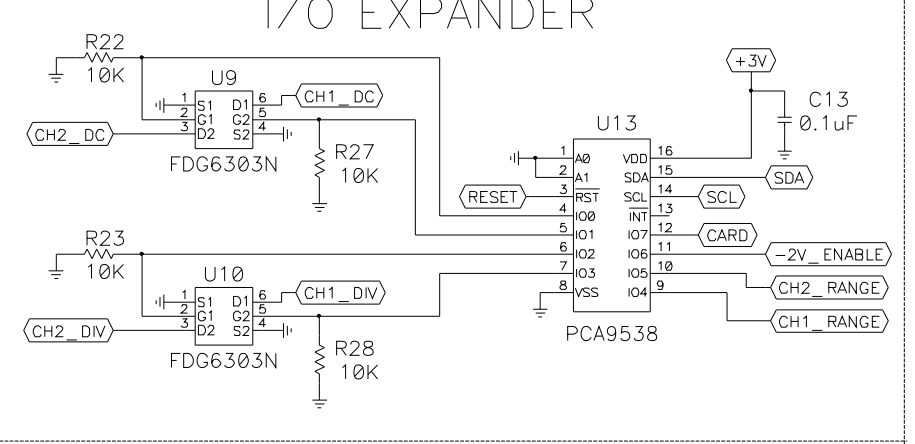 I/O EXPANDER
R22
10K
U9
1 S1 D1 6 CH1_DC
2 G1 G2 5
CH2_DC 3 D2 S2 4
FDG6303N
R27
10K
+3V
C13
0.1uF
U13
1 A0 VDD 16
2 A1 SDA 15 SDA
RESET 3 RST SCL 14 SCL
4 IO0 INT 13
5 IO1 IO7 12 CARD
6 IO2 IO6 11 -2V_ENABLE
7 IO3 IO5 10 CH2_RANGE
8 VSS IO4 9 CH1_RANGE
PCA9538
R23
10K
U10
1 S1 D1 6 CH1_DIV
2 G1 G2 5
CH2_DIV 3 D2 S2 4
FDG6303N
R28
10K